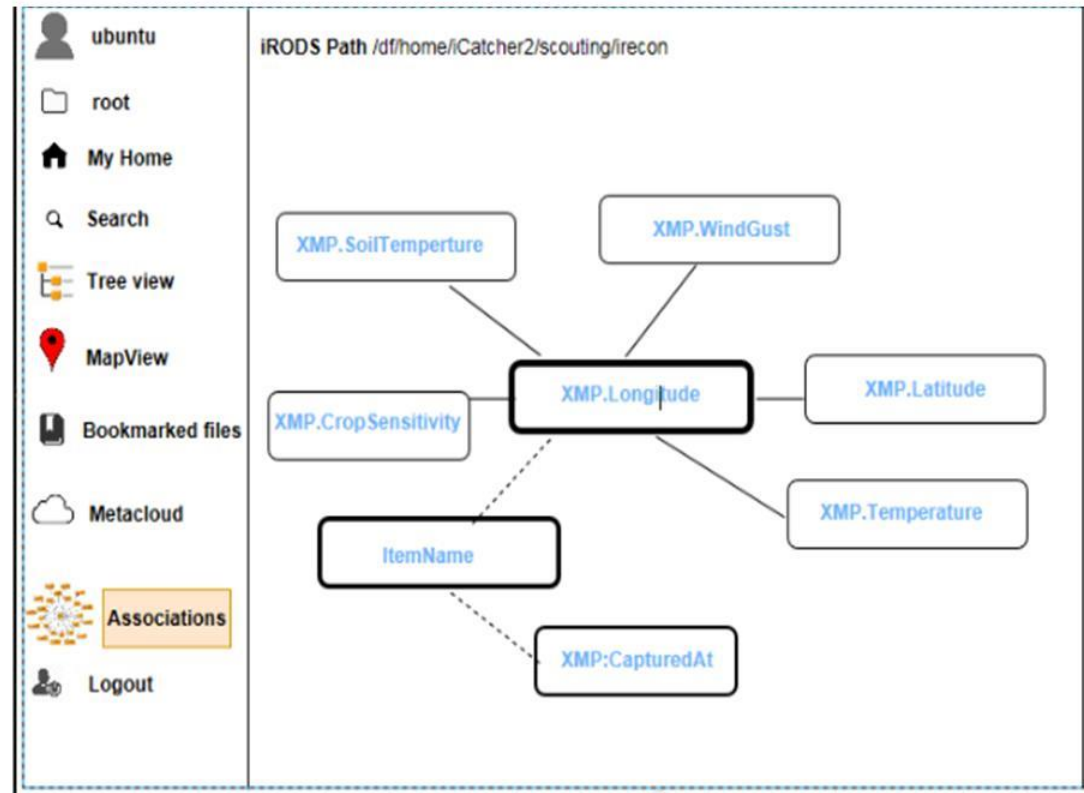 ubuntu
root
My Home
Search
Tree view
MapView
Bookmarked files
Metacloud
Associations
Logout
iRODS Path /df/home/iCatcher2/scouting/irecon
XMP.SoilTemperture
XMP.WindGust
XMP.Longitude
XMP.Latitude
XMP.CropSensitivity
XMP.Temperature
ItemName
XMP:CapturedAt